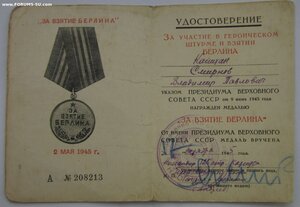 www.FORUMS-SU.com
"ЗА ВЗЯТИЕ БЕРЛИНА"
ЗА
ВЗЯТИЕ
БЕРЛИНА
2 МАЯ 1945 г.
А № 208213
УДОСТОВЕРЕНИЕ
ЗА УЧАСТИЕ В ГЕРОИЧЕСКОМ
ШТУРМЕ И ВЗЯТИИ
БЕРЛИНА
Капитан
Смирнов
Владимир Павлович
УКАЗОМ ПРЕЗИДИУМА ВЕРХОВНОГО
СОВЕТА СССР от 9 июня 1945 года
НАГРАЖДЕН МЕДАЛЬЮ
"ЗА ВЗЯТИЕ БЕРЛИНА"
ОТ ИМЕНИ ПРЕЗИДИУМА ВЕРХОВНОГО
СОВЕТА СССР МЕДАЛЬ ВРУЧЕНА